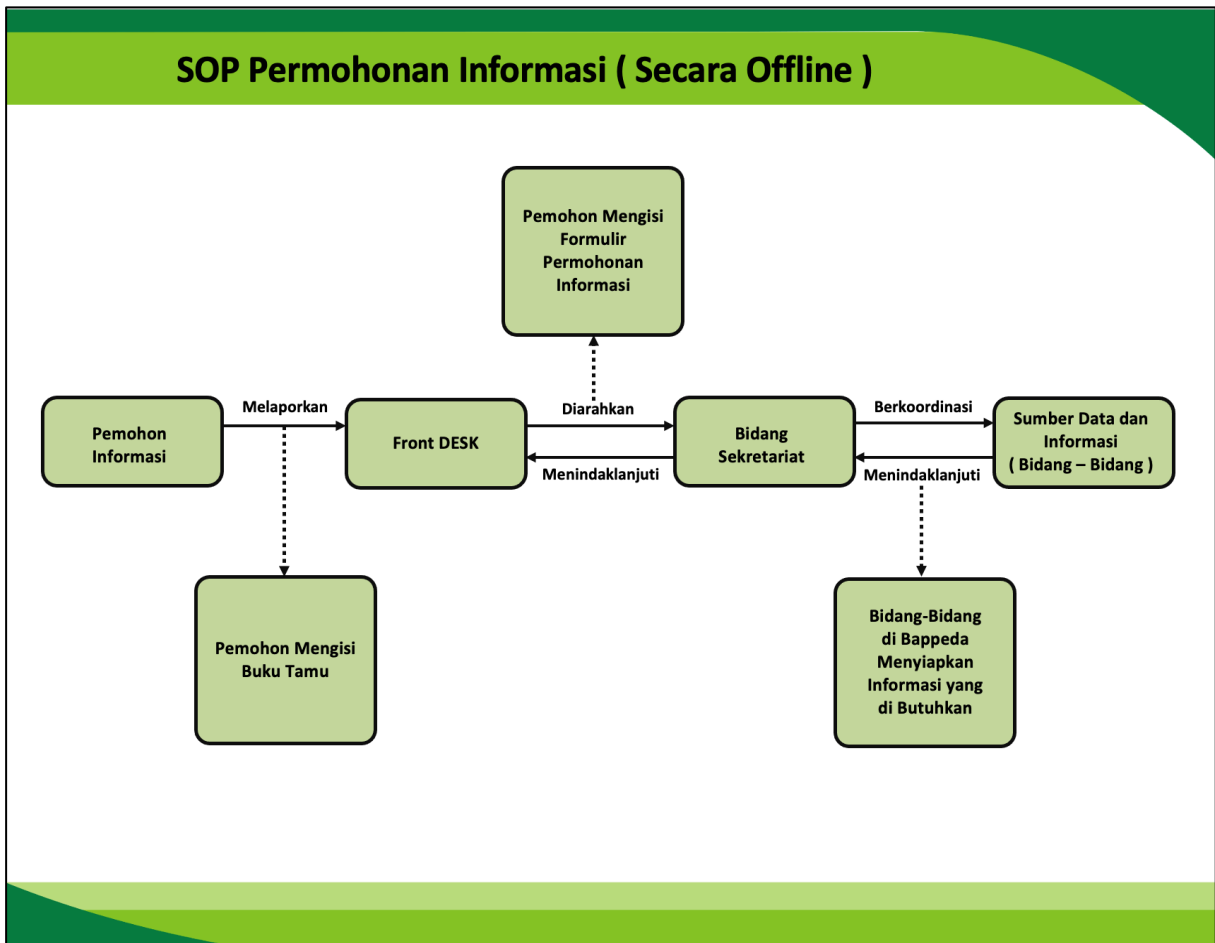 SOP Permohonan Informasi ( Secara Offline )
Pemohon Mengisi
Formulir
Permohonan
Informasi
Pemohon
Informasi
Melaporkan
Front DESK
Diarahkan
Menindaklanjuti
Bidang
Sekretariat
Berkoordinasi
Menindaklanjuti
Sumber Data dan
Informasi
( Bidang – Bidang )
Pemohon Mengisi
Buku Tamu
Bidang-Bidang
di Bappeda
Menyiapkan
Informasi yang
di Butuhkan